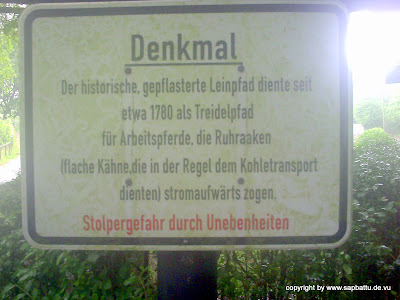 Denkmal
Der historische, gepflasterte Leinpfad diente seit
etwa 1780 als Treidelpfad
für Arbeitspferde, die Ruhraaken
(flache Kähne,die in der Regel dem Kohletransport
dienten) stromaufwärts zogen.
Stolpergefahr durch Unebenheiten
copyright by www.sapbattu.de.vu